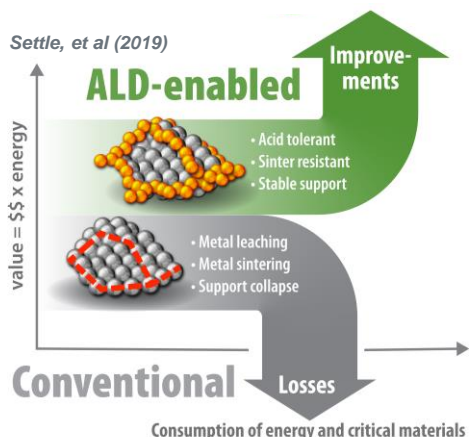 Settle, et al (2019)
Improve-
ments
ALD-enabled
• Acid tolerant
• Sinter resistant
• Stable support
value = $$ x energy
• Metal leaching
• Metal sintering
• Support collapse
Conventional
Losses
Consumption of energy and critical materials